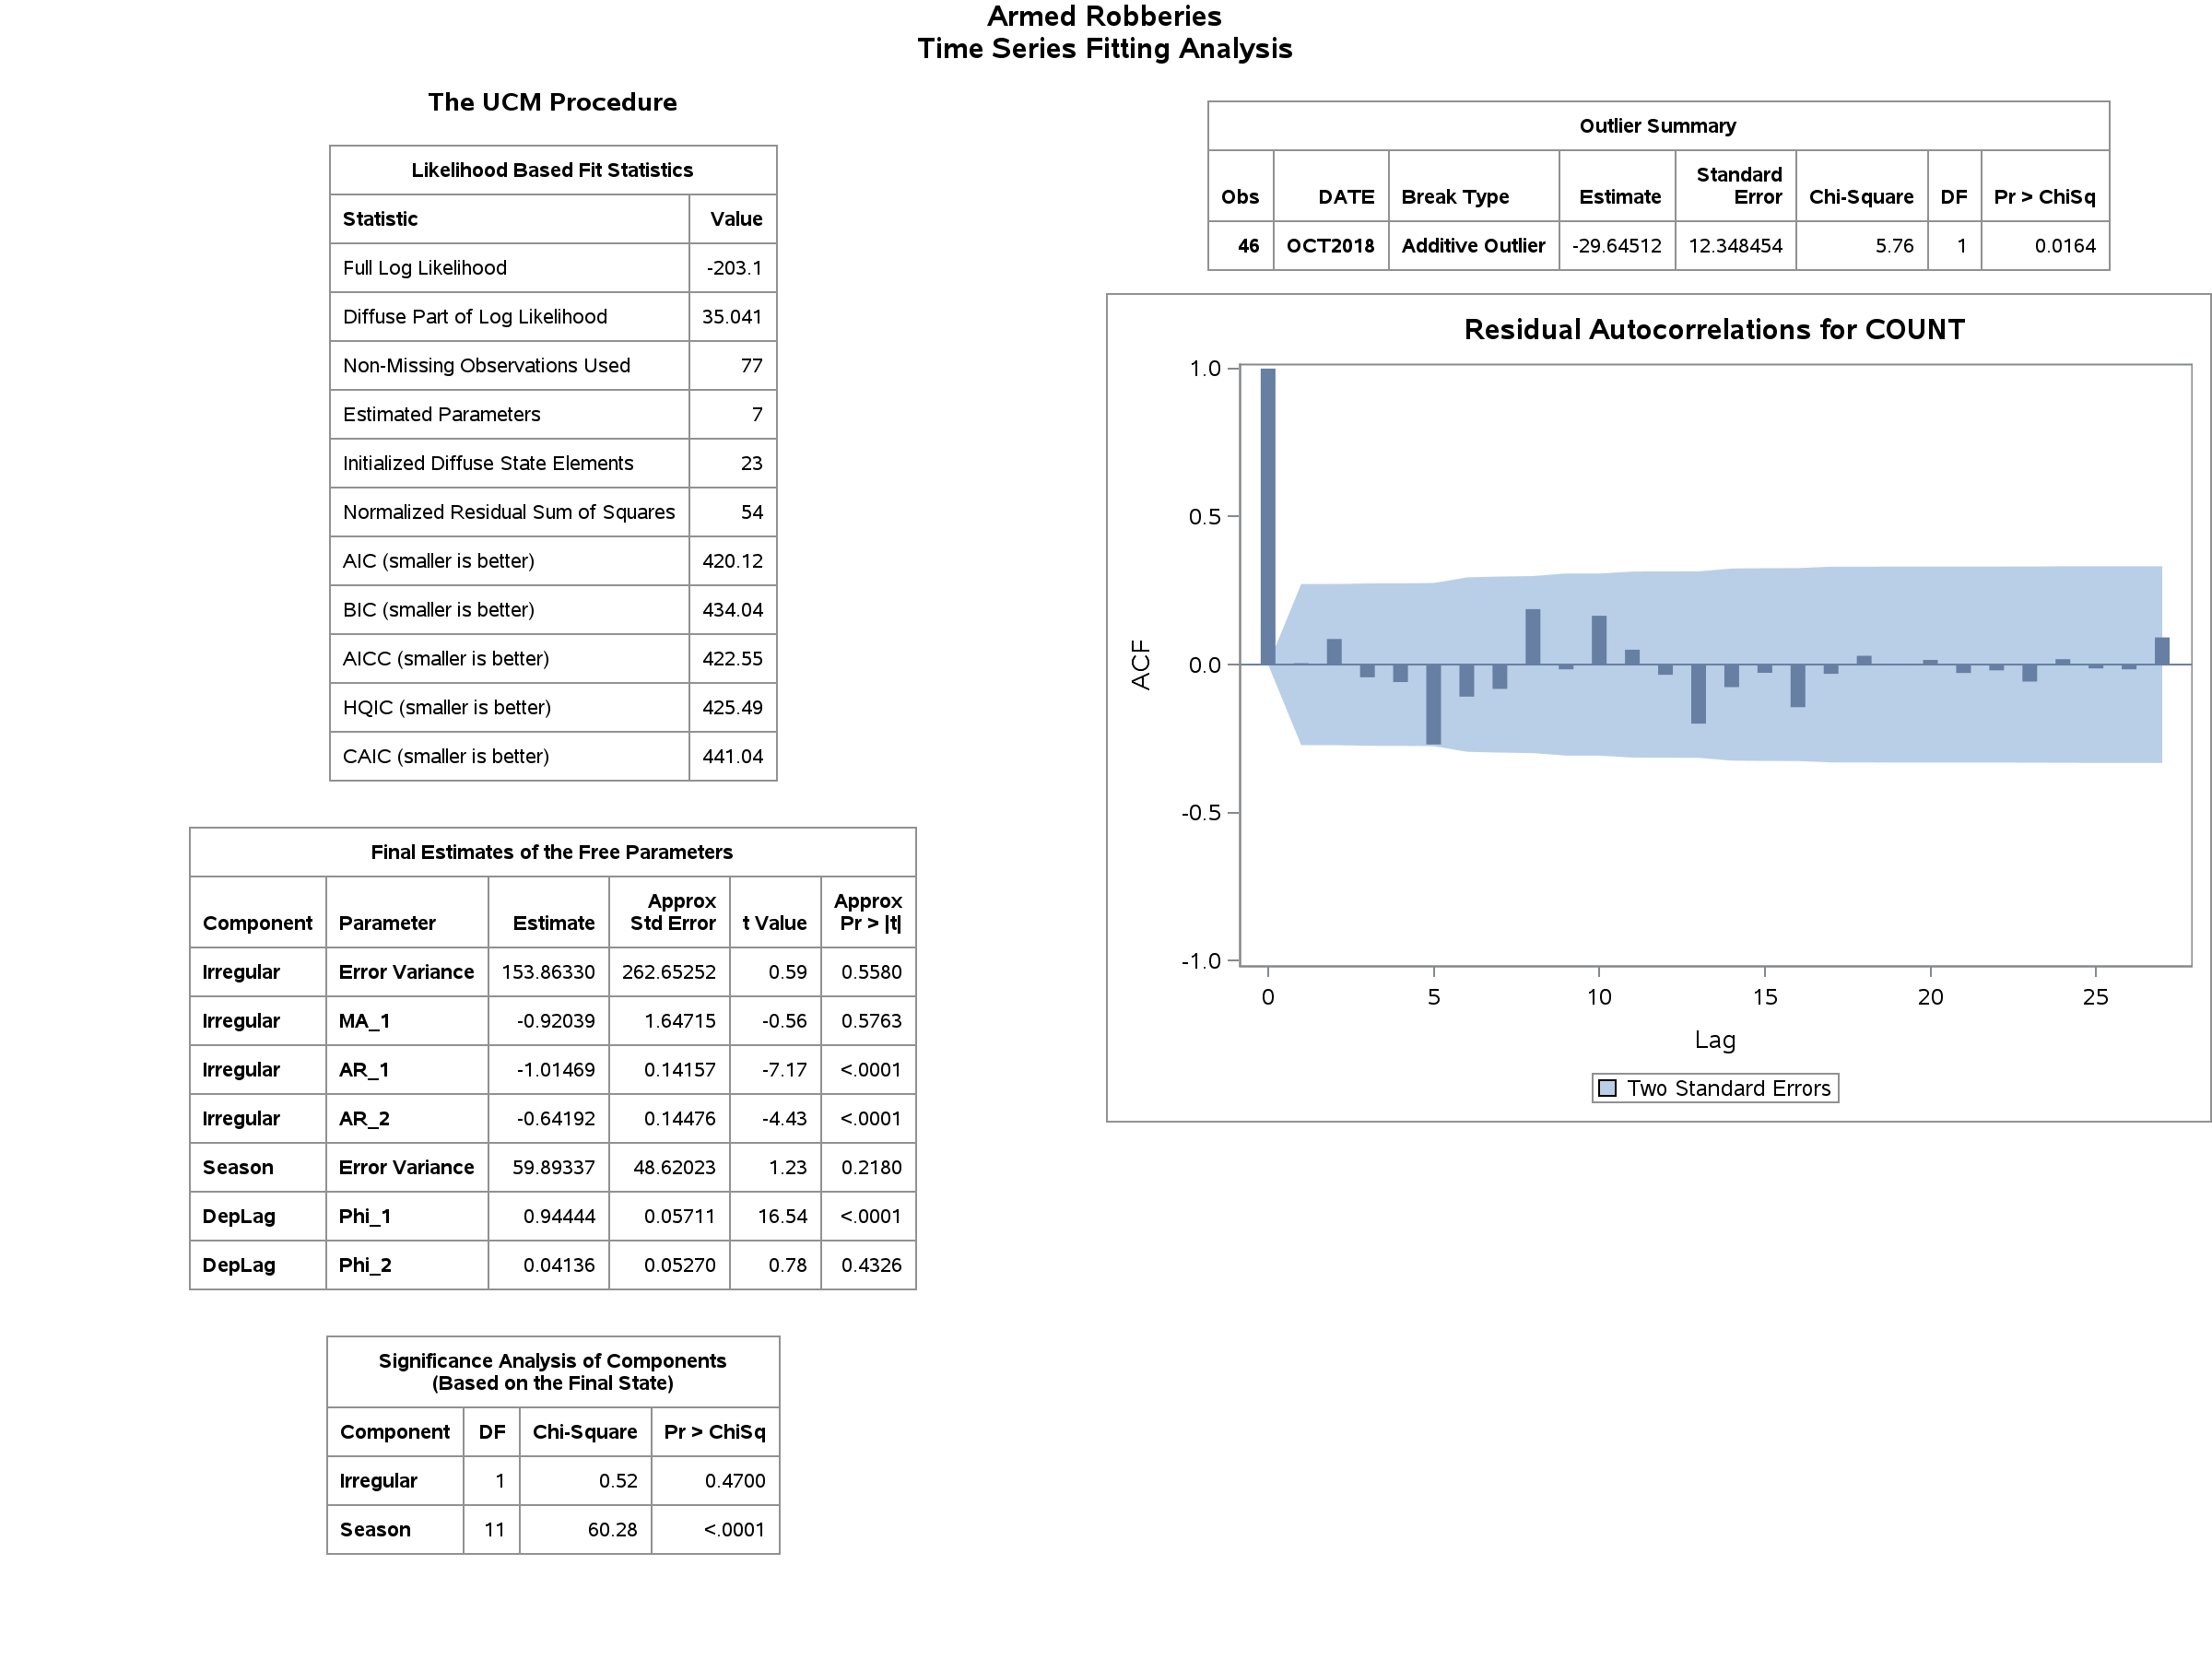 Armed Robberies
Time Series Fitting Analysis
The UCM Procedure
Likelihood Based Fit Statistics
Statistic Value
Full Log Likelihood -203.1
Diffuse Part of Log Likelihood 35.041
Non-Missing Observations Used 77
Estimated Parameters 7
Initialized Diffuse State Elements 23
Normalized Residual Sum of Squares 54
AIC (smaller is better) 420.12
BIC (smaller is better) 434.04
AICC (smaller is better) 422.55
HQIC (smaller is better) 425.49
CAIC (smaller is better) 441.04
Final Estimates of the Free Parameters
Component Parameter Estimate Approx Std Error t Value Approx Pr > |t|
Irregular Error Variance 153.86330 262.65252 0.59 0.5580
Irregular MA_1 -0.92039 1.64715 -0.56 0.5763
Irregular AR_1 -1.01469 0.14157 -7.17 <.0001
Irregular AR_2 -0.64192 0.14476 -4.43 <.0001
Season Error Variance 59.89337 48.62023 1.23 0.2180
DepLag Phi_1 0.94444 0.05711 16.54 <.0001
DepLag Phi_2 0.04136 0.05270 0.78 0.4326
Significance Analysis of Components
(Based on the Final State)
Component DF Chi-Square Pr > ChiSq
Irregular 1 0.52 0.4700
Season 11 60.28 <.0001
Outlier Summary
Obs DATE Break Type Estimate Standard Error Chi-Square DF Pr > ChiSq
46 OCT2018 Additive Outlier -29.64512 12.348454 5.76 1 0.0164
Residual Autocorrelations for COUNT
1.0
0.5
0.0
-0.5
-1.0
ACF
0 5 10 15 20 25
Lag
Two Standard Errors